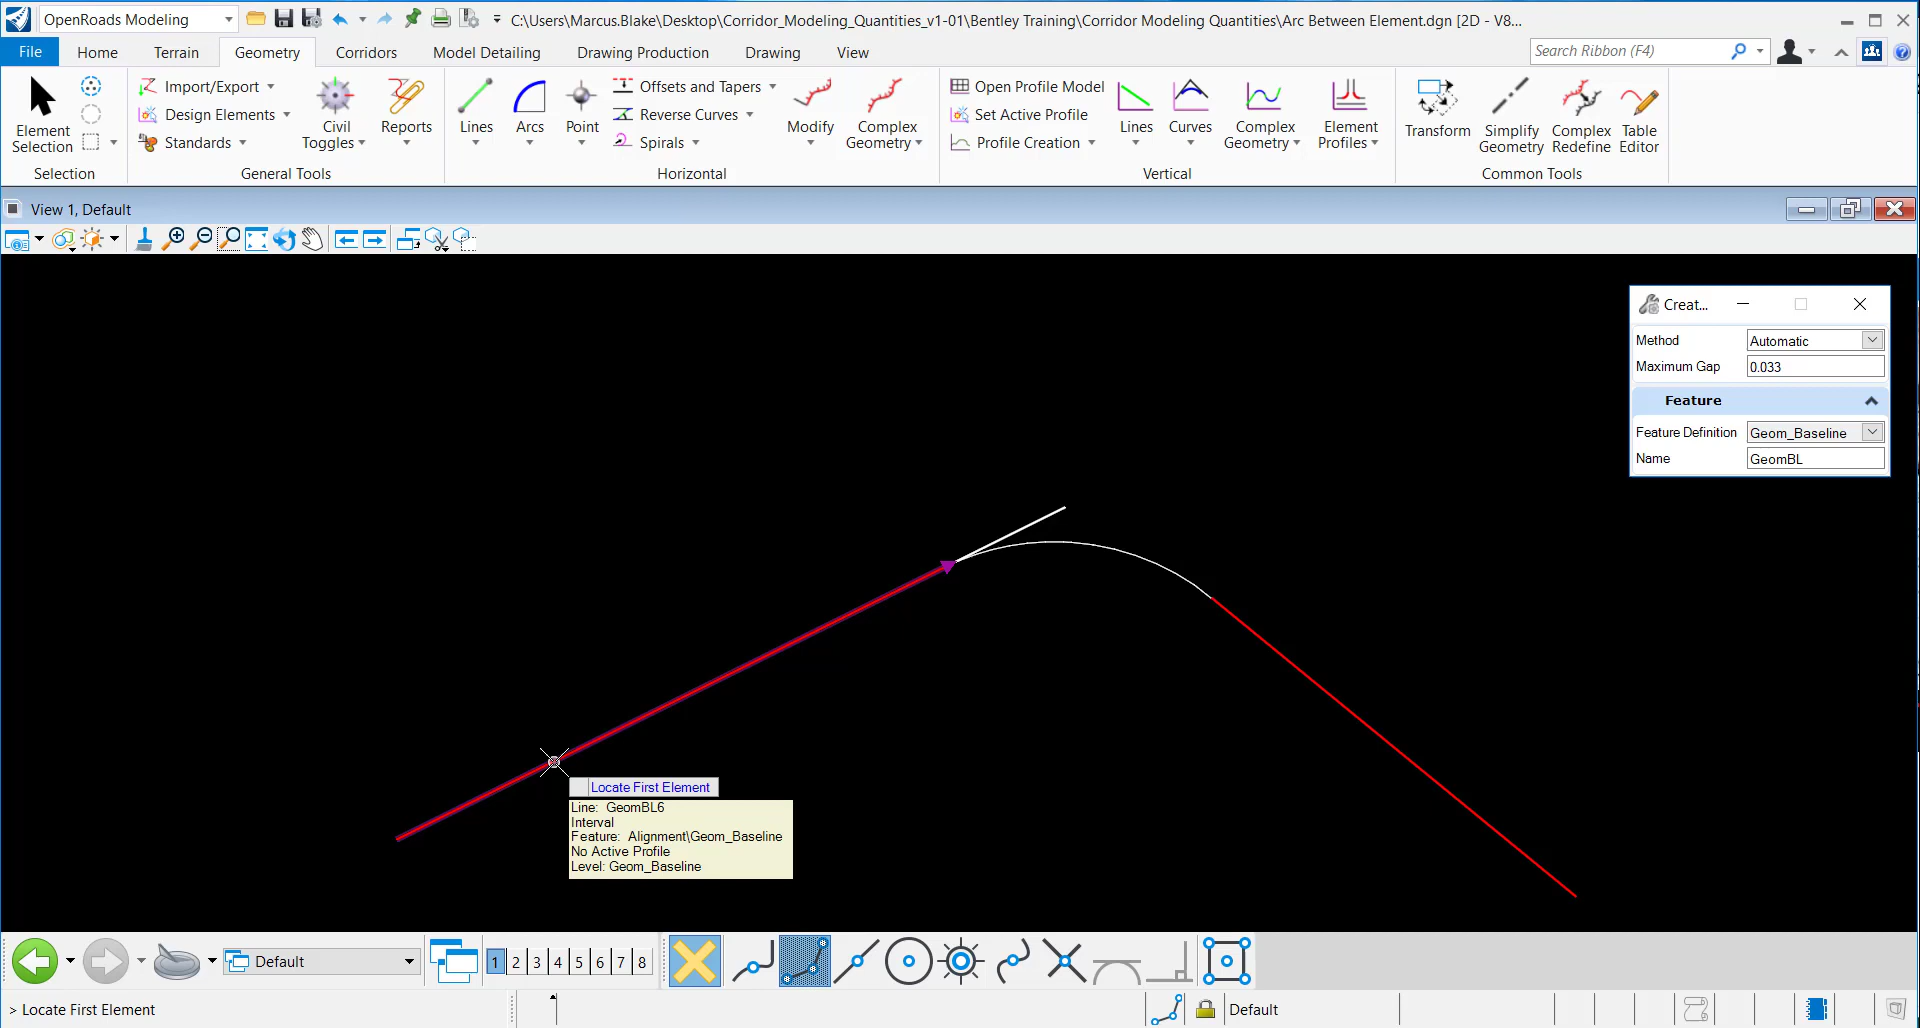 OpenRoads Modeling
C:\Users\Marcus.Blake\Desktop\Corridor_Modeling_Quantities_v1-01\Bentley Training\Corridor Modeling Quantities\Arc Between Element.dgn [2D - V8...
File Home Terrain Geometry Corridors Model Detailing Drawing Production Drawing View
Search Ribbon (F4)
Element Selection
Selection
Import/Export
Design Elements
Standards
Civil Toggles
Reports
General Tools
Lines
Arcs
Point
Offsets and Tapers
Reverse Curves
Spirals
Modify
Complex Geometry
Horizontal
Open Profile Model
Set Active Profile
Profile Creation
Lines
Curves
Complex Geometry
Element Profiles
Vertical
Transform
Simplify Geometry
Complex Redefine
Table Editor
Common Tools
View 1, Default
Creat...
Method Automatic
Maximum Gap 0.033
Feature
Feature Definition Geom_Baseline
Name GeomBL
Locate First Element
Line: GeomBL6
Interval
Feature: Alignment\Geom_Baseline
No Active Profile
Level: Geom_Baseline
Default
1 2 3 4 5 6 7 8
> Locate First Element
Default